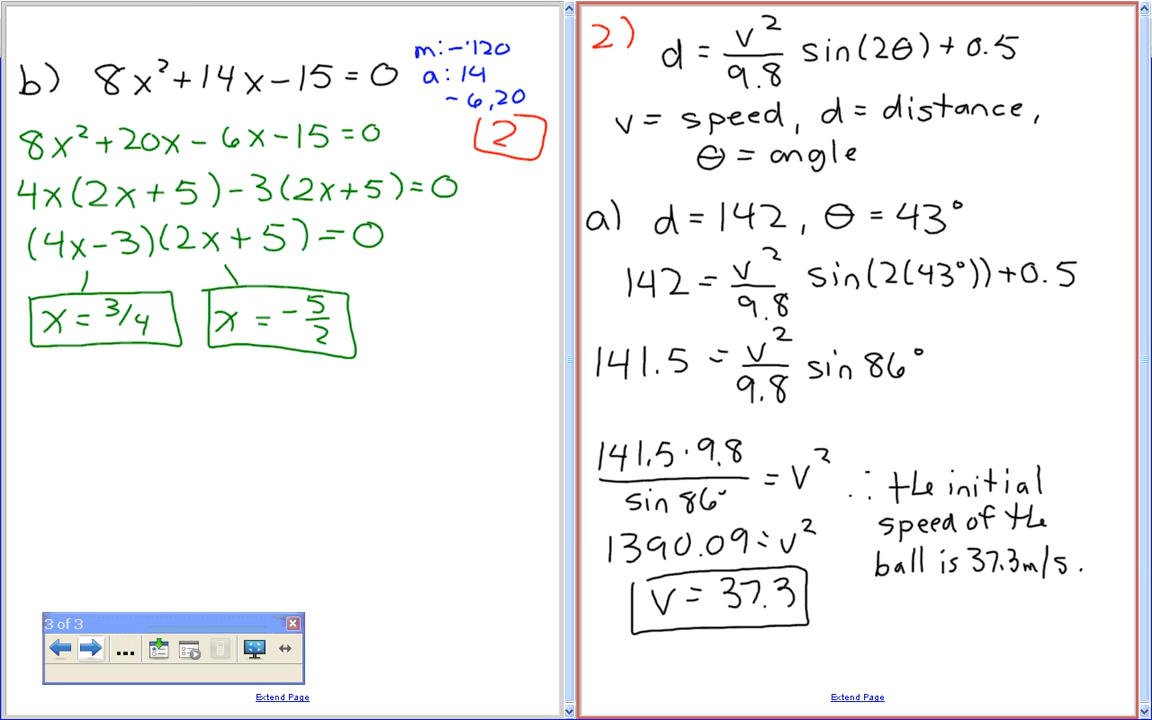 b) 8x²+14x-15=0
m:-120
a:14
-6,20
2
8x²+20x-6x-15=0
4x(2x+5)-3(2x+5)=0
(4x-3)(2x+5)=0
x=3/4
x=-5/2
3 of 3
...
Extend Page
2) d=v²/9.8 sin(2θ)+0.5
v=speed, d=distance,
θ=angle
a) d=142, θ=43°
142=v²/9.8 sin(2(43°))+0.5
141.5=v²/9.8 sin86°
141.5·9.8/sin86°=v²
1390.09=v²
v=37.3
∴ the initial
speed of the
ball is 37.3m/s.
Extend Page